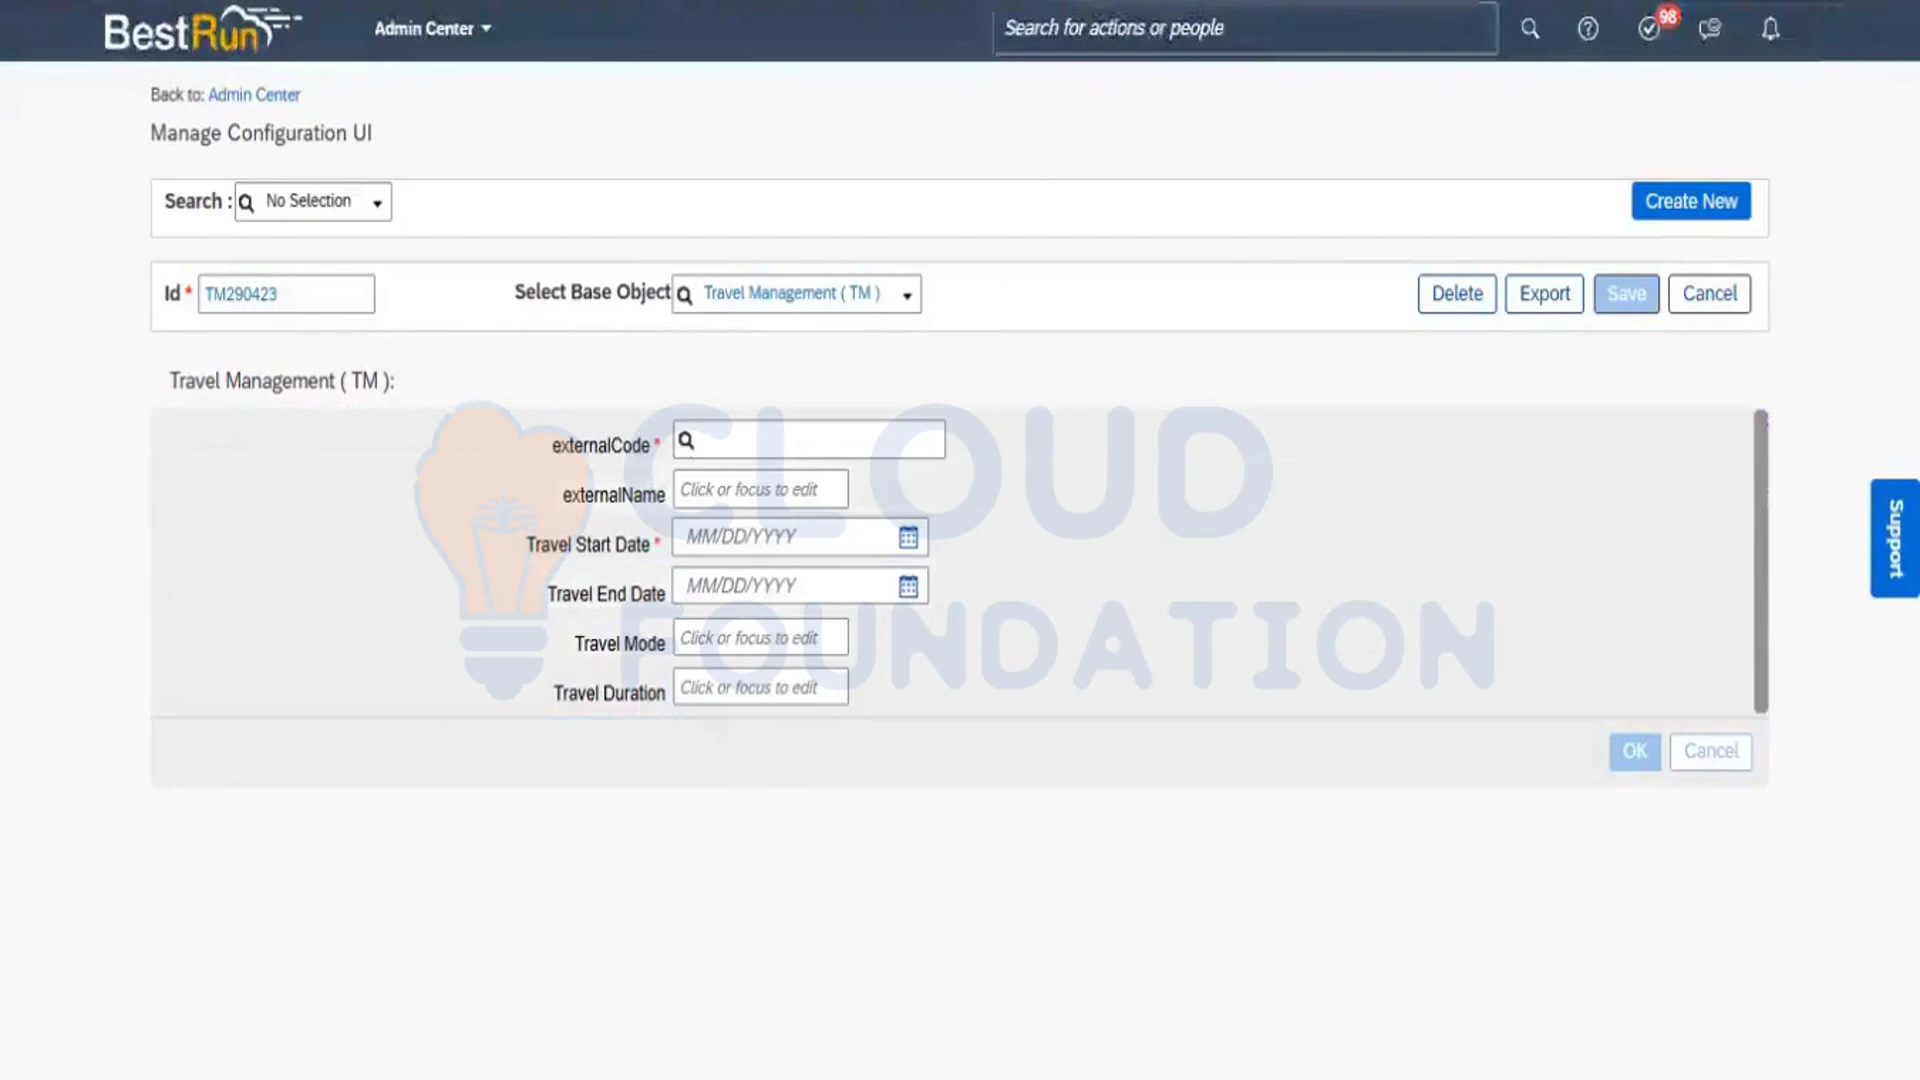 BestRun Admin Center Search for actions or people 98
Back to: Admin Center
Manage Configuration UI
Search : No Selection Create New
Id * TM290423 Select Base Object Travel Management ( TM ) Delete Export Save Cancel
Travel Management ( TM ):
externalCode *
externalName Click or focus to edit
Travel Start Date * MM/DD/YYYY
Travel End Date MM/DD/YYYY
Travel Mode Click or focus to edit
Travel Duration Click or focus to edit
OK Cancel
Support
CLOUD
FOUNDATION